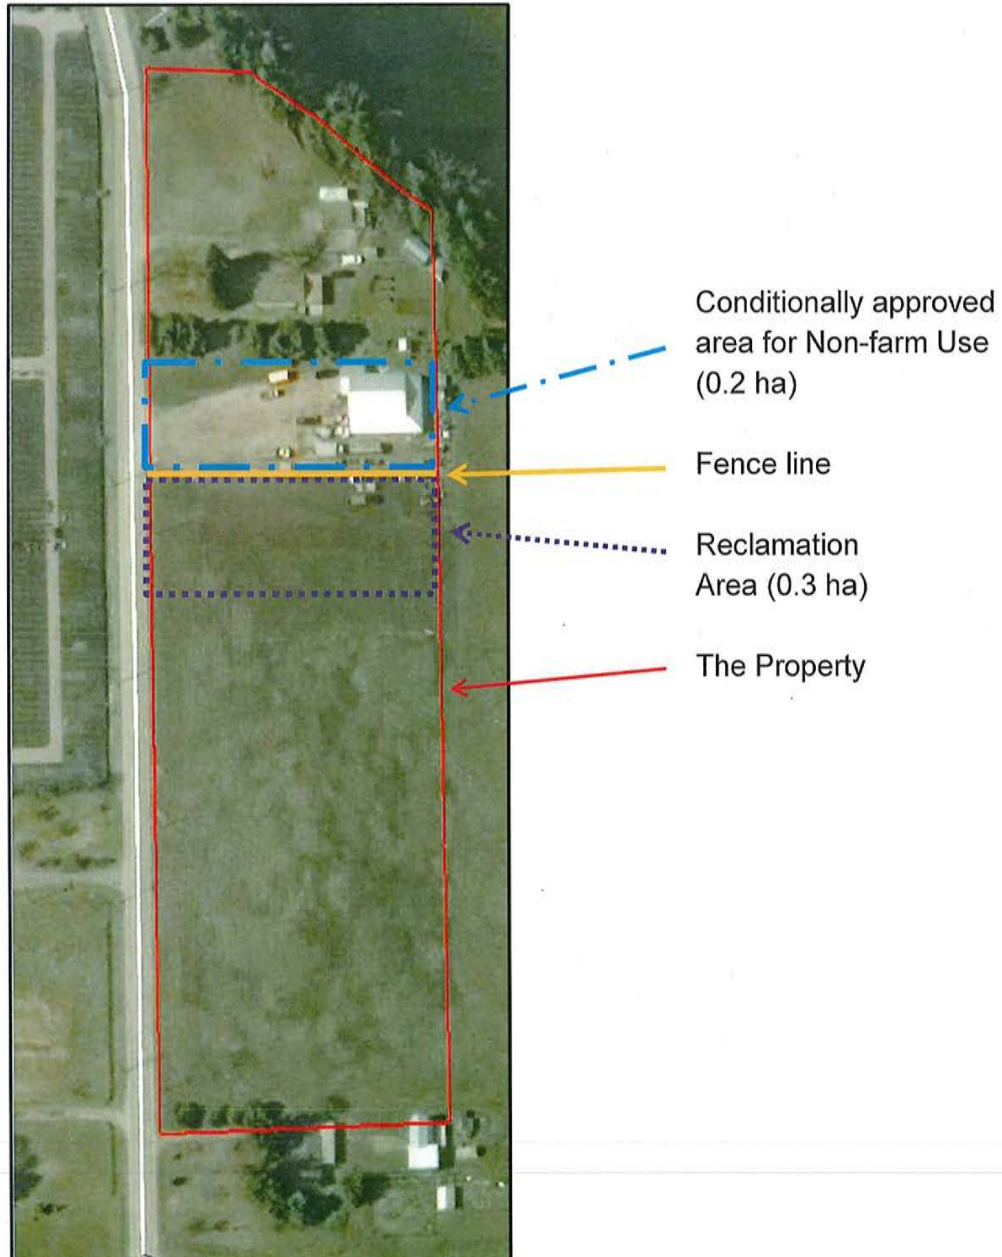 Conditionally approved
area for Non-farm Use
(0.2 ha)
Fence line
Reclamation
Area (0.3 ha)
The Property